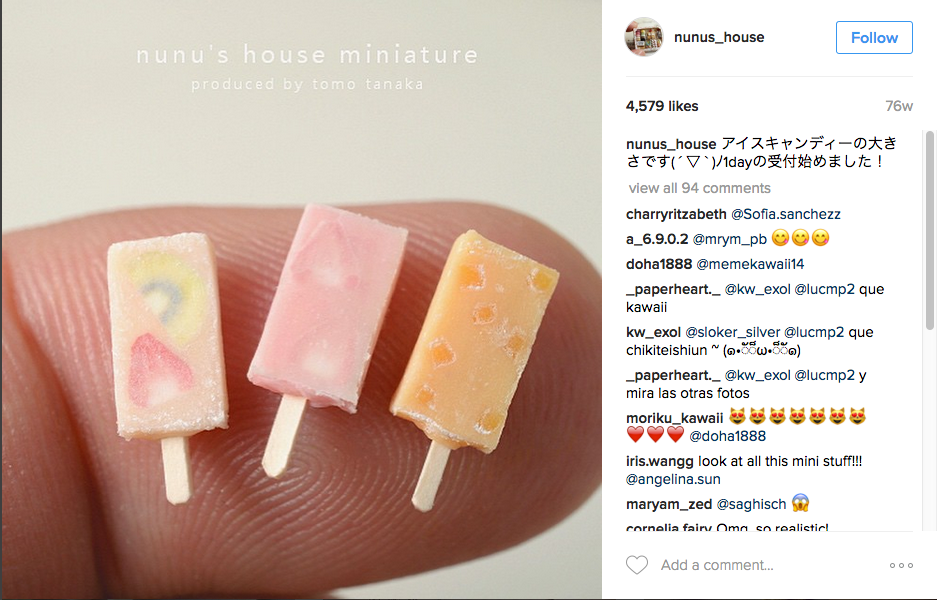 nunu's house miniature
produced by tomo tanaka
nunus_house
Follow
4,579 likes
76w
nunus_house アイスキャンディーの大き
さです(´▽`)ﾉ1dayの受付始めました！
view all 94 comments
charryritzabeth @Sofia.sanchezz
a_6.9.0.2 @mrym_pb 😋😋😋
doha1888 @memekawaii14
_paperheart._ @kw_exol @lucmp2 que
kawaii
kw_exol @sloker_silver @lucmp2 que
chikiteishiun ~ (๑•ॅω•ॅ๑)
_paperheart._ @kw_exol @lucmp2 y
mira las otras fotos
moriku_kawaii 😻😻😻😻😻😻😻
❤️❤️❤️ @doha1888
iris.wangg look at all this mini stuff!!!
@angelina.sun
maryam_zed @saghisch 😱
cornelia.fairy Omg, so realistic!
Add a comment...